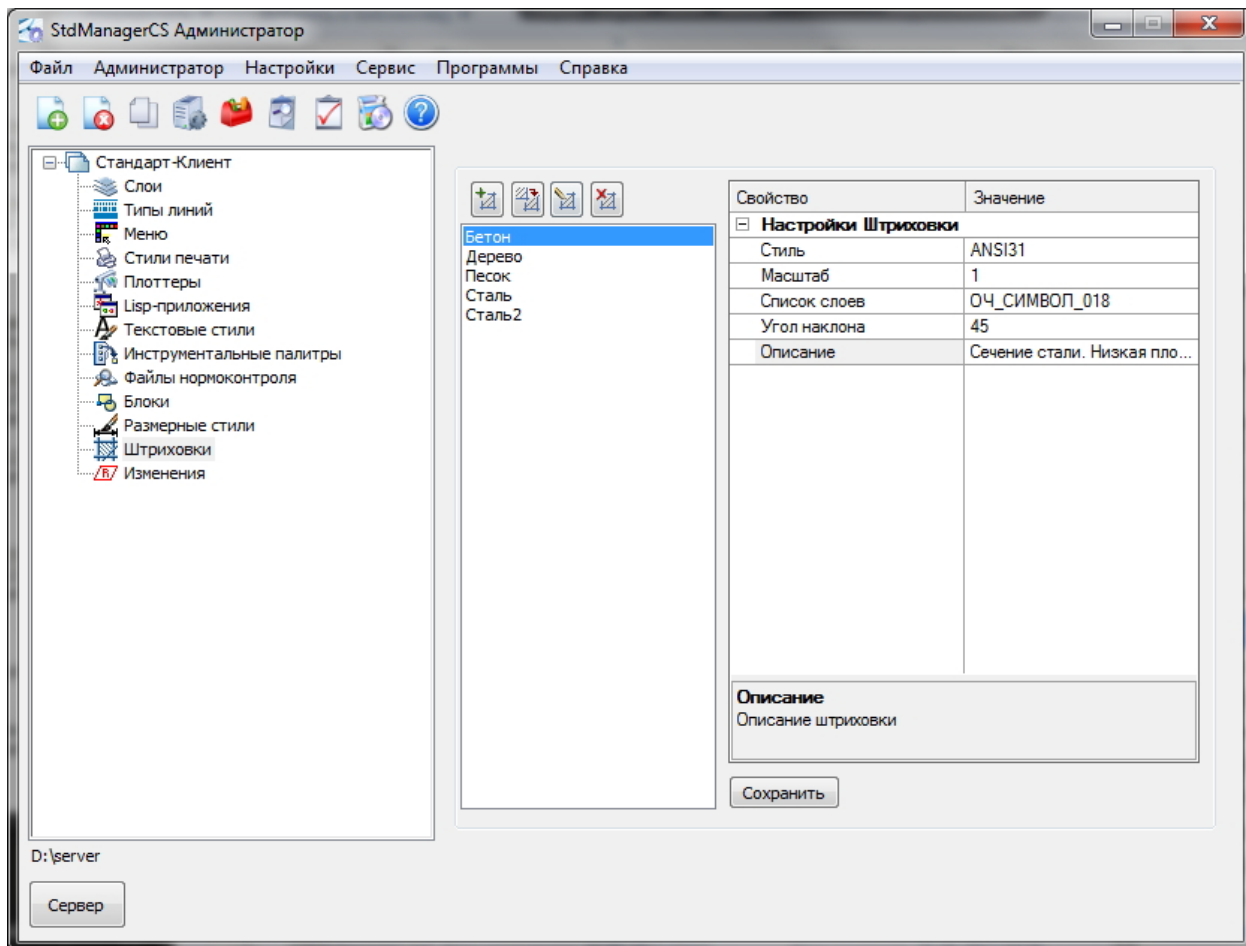 StdManagerCS Администратор
Файл Администратор Настройки Сервис Программы Справка
Стандарт-Клиент
Слои
Типы линий
Меню
Стили печати
Плоттеры
Lisp-приложения
Текстовые стили
Инструментальные палитры
Файлы нормоконтроля
Блоки
Размерные стили
Штриховки
Изменения
Бетон
Дерево
Песок
Сталь
Сталь2
Свойство Значение
Настройки Штриховки
Стиль ANSI31
Масштаб 1
Список слоев ОЧ_СИМВОЛ_018
Угол наклона 45
Описание Сечение стали. Низкая пло...
Описание
Описание штриховки
Сохранить
D:\server
Сервер